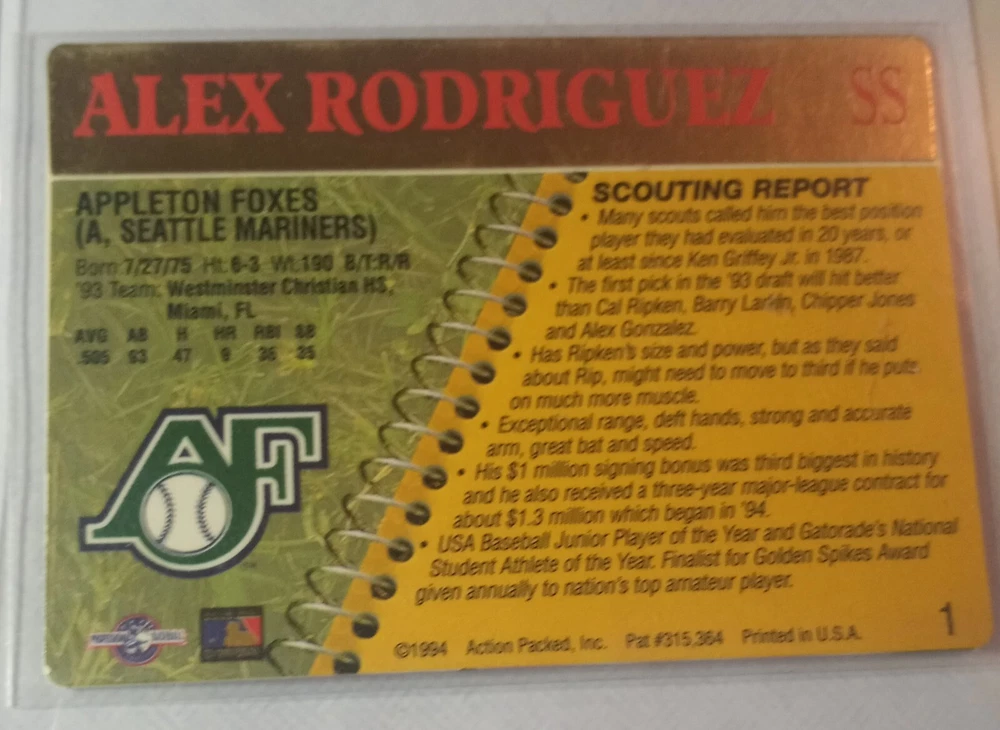 ALEX RODRIGUEZ SS
APPLETON FOXES
(A, SEATTLE MARINERS)
Born: 7/27/75 Ht: 6-3 Wt: 190 B/T: R/R
'93 Team: Westminster Christian HS,
Miami, FL
AVG AB H HR RBI SB
.505 93 47 9 36 35
AF
SCOUTING REPORT
• Many scouts called him the best position
player they had evaluated in 20 years, or
at least since Ken Griffey Jr. in 1987.
• The first pick in the '93 draft will hit better
than Cal Ripken, Barry Larkin, Chipper Jones
and Alex Gonzalez.
• Has Ripken's size and power, but as they said
about Rip, might need to move to third if he puts
on much more muscle.
• Exceptional range, deft hands, strong and accurate
arm, great bat and speed.
• His $1 million signing bonus was third biggest in history
and he also received a three-year major-league contract for
about $1.3 million which began in '94.
• USA Baseball Junior Player of the Year and Gatorade's National
Student Athlete of the Year. Finalist for Golden Spikes Award
given annually to nation's top amateur player.
©1994 Action Packed, Inc. Pat #315,364 Printed in U.S.A.
1